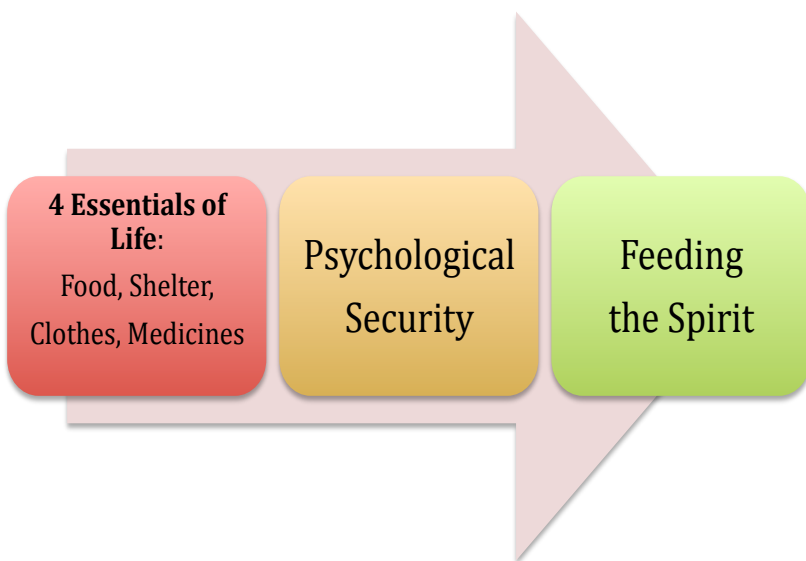 4 Essentials of
Life:
Food, Shelter,
Clothes, Medicines
Psychological
Security
Feeding
the Spirit